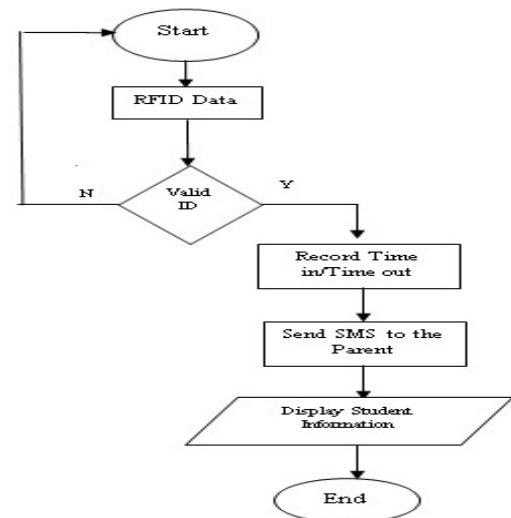 Start
RFID Data
Valid
ID
N
Y
Record Time
in/Time out
Send SMS to the
Parent
Display Student
Information
End